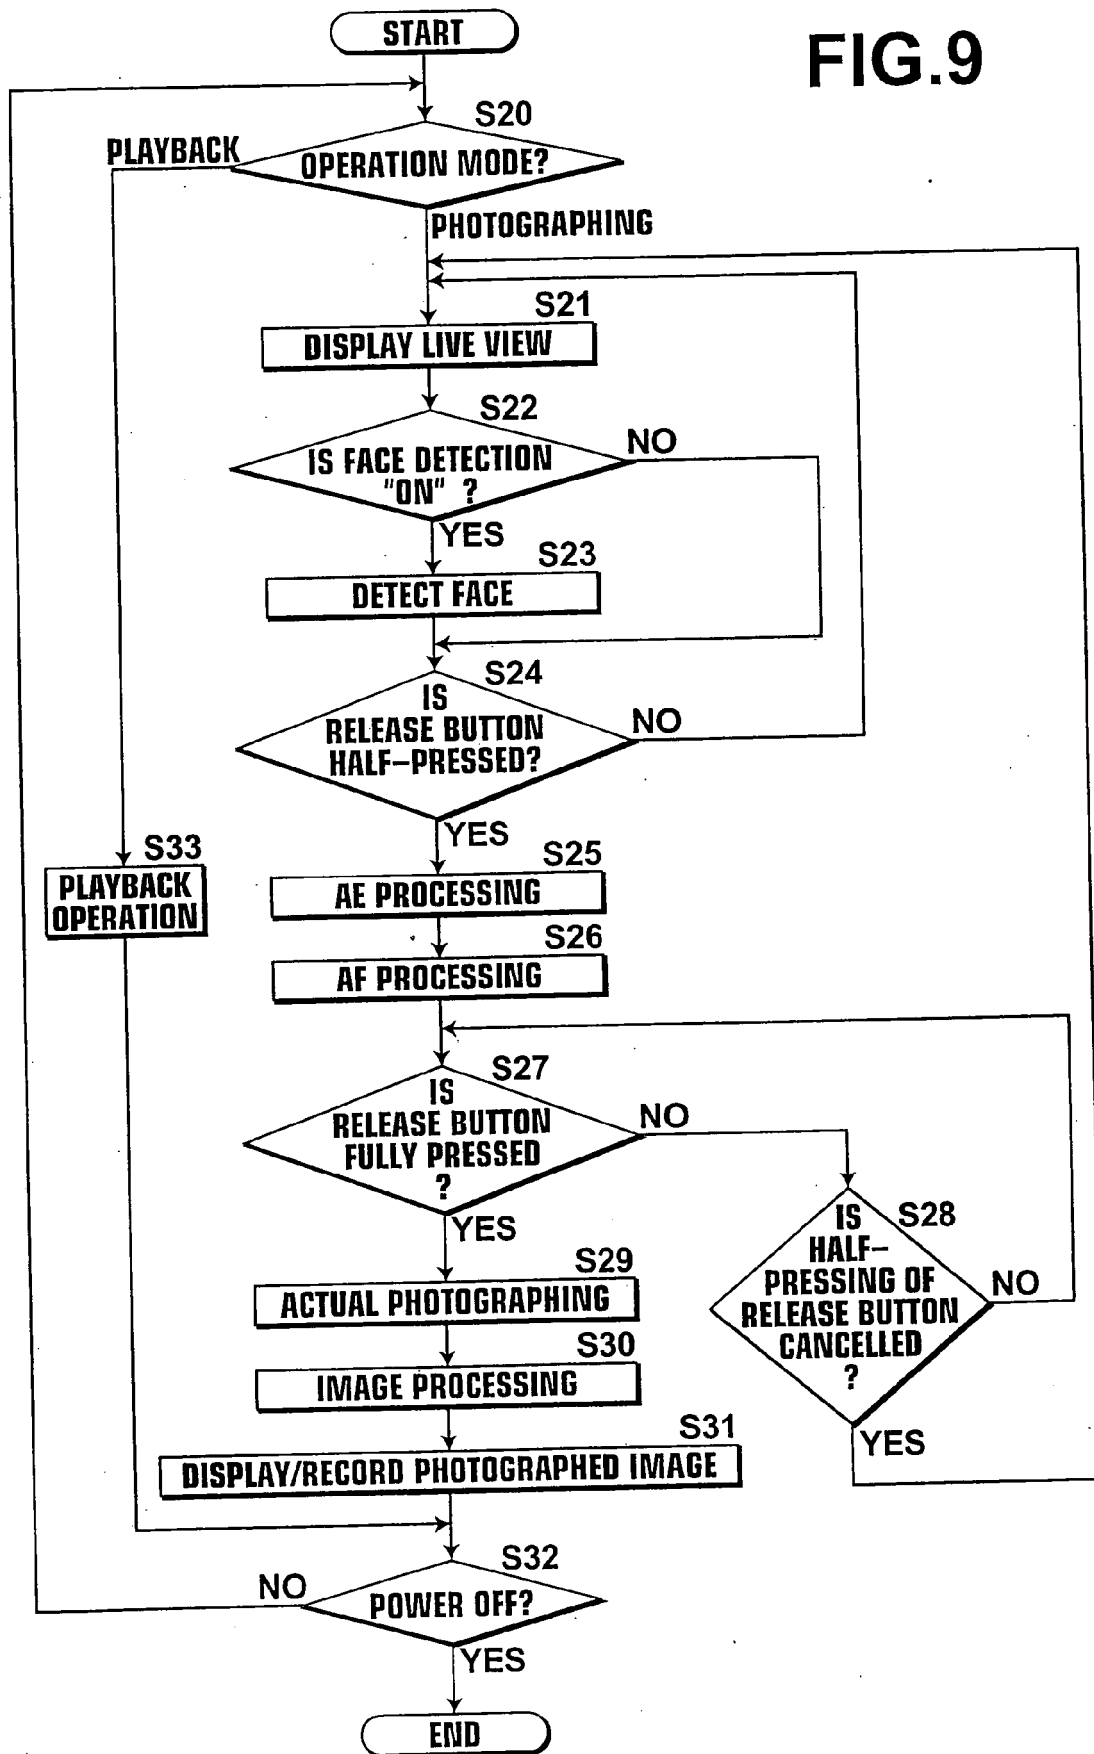 START
FIG.9
S20
PLAYBACK
OPERATION MODE?
PHOTOGRAPHING
S21
DISPLAY LIVE VIEW
S22
NO
IS FACE DETECTION
"ON" ?
YES
S23
DETECT FACE
S24
IS
RELEASE BUTTON
HALF-PRESSED?
NO
YES
S33
PLAYBACK
OPERATION
S25
AE PROCESSING
S26
AF PROCESSING
S27
IS
RELEASE BUTTON
FULLY PRESSED
?
NO
YES
S28
IS
HALF-
PRESSING OF
RELEASE BUTTON
CANCELLED
?
NO
YES
S29
ACTUAL PHOTOGRAPHING
S30
IMAGE PROCESSING
S31
DISPLAY/RECORD PHOTOGRAPHED IMAGE
S32
NO
POWER OFF?
YES
END